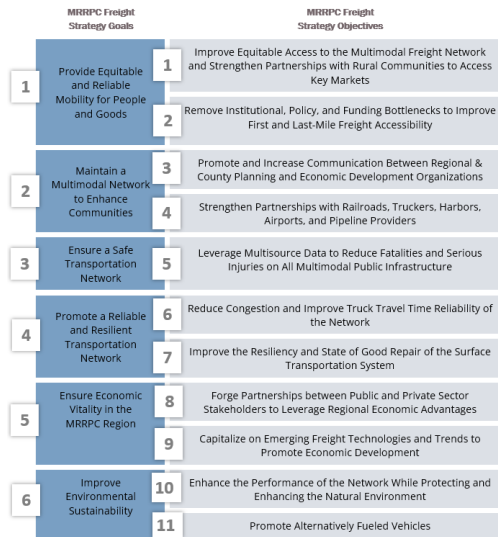 MRRPC Freight
Strategy Goals
MRRPC Freight
Strategy Objectives
1
Provide Equitable
and Reliable
Mobility for People
and Goods
1
Improve Equitable Access to the Multimodal Freight Network
and Strengthen Partnerships with Rural Communities to Access
Key Markets
2
Remove Institutional, Policy, and Funding Bottlenecks to Improve
First and Last-Mile Freight Accessibility
2
Maintain a
Multimodal Network
to Enhance
Communities
3
Promote and Increase Communication Between Regional &
County Planning and Economic Development Organizations
4
Strengthen Partnerships with Railroads, Truckers, Harbors,
Airports, and Pipeline Providers
3
Ensure a Safe
Transportation
Network
5
Leverage Multisource Data to Reduce Fatalities and Serious
Injuries on All Multimodal Public Infrastructure
4
Promote a Reliable
and Resilient
Transportation
Network
6
Reduce Congestion and Improve Truck Travel Time Reliability of
the Network
7
Improve the Resiliency and State of Good Repair of the Surface
Transportation System
5
Ensure Economic
Vitality in the
MRRPC Region
8
Forge Partnerships between Public and Private Sector
Stakeholders to Leverage Regional Economic Advantages
9
Capitalize on Emerging Freight Technologies and Trends to
Promote Economic Development
6
Improve
Environmental
Sustainability
10
Enhance the Performance of the Network While Protecting and
Enhancing the Natural Environment
11
Promote Alternatively Fueled Vehicles